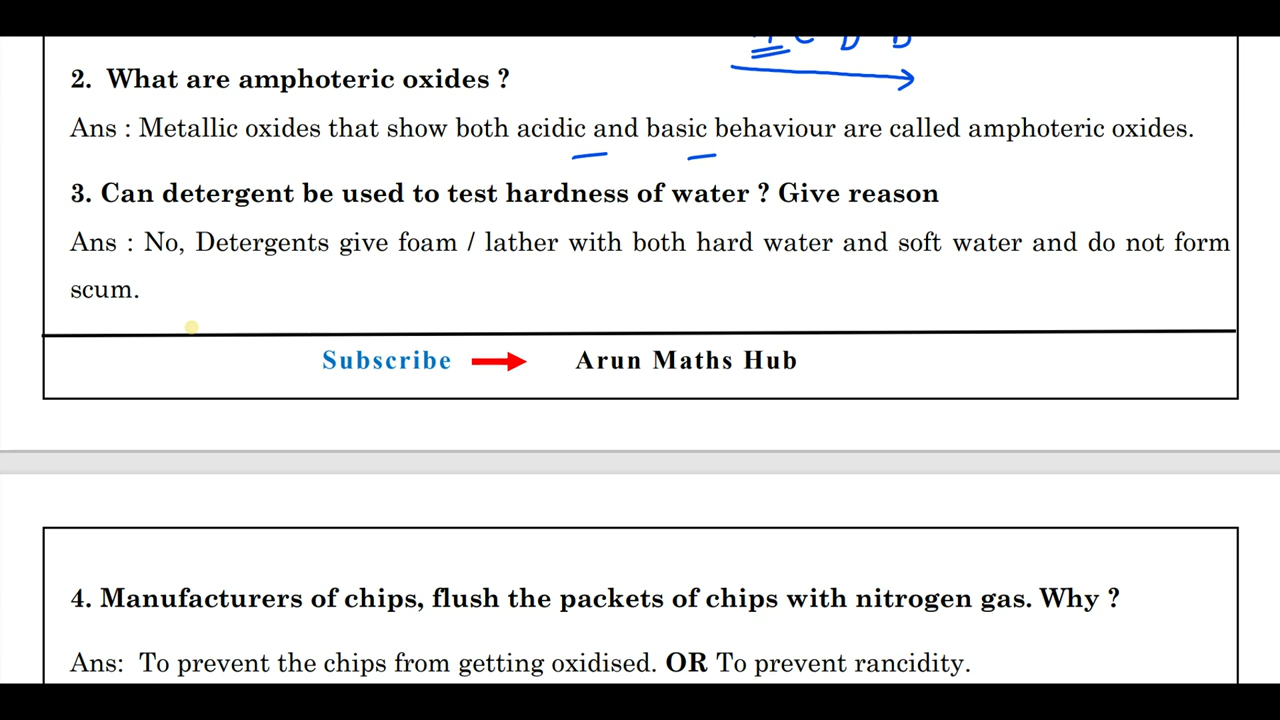 2. What are amphoteric oxides ?
Ans : Metallic oxides that show both acidic and basic behaviour are called amphoteric oxides.
3. Can detergent be used to test hardness of water ? Give reason
Ans : No, Detergents give foam / lather with both hard water and soft water and do not form
scum.
Subscribe Arun Maths Hub
4. Manufacturers of chips, flush the packets of chips with nitrogen gas. Why ?
Ans: To prevent the chips from getting oxidised. OR To prevent rancidity.